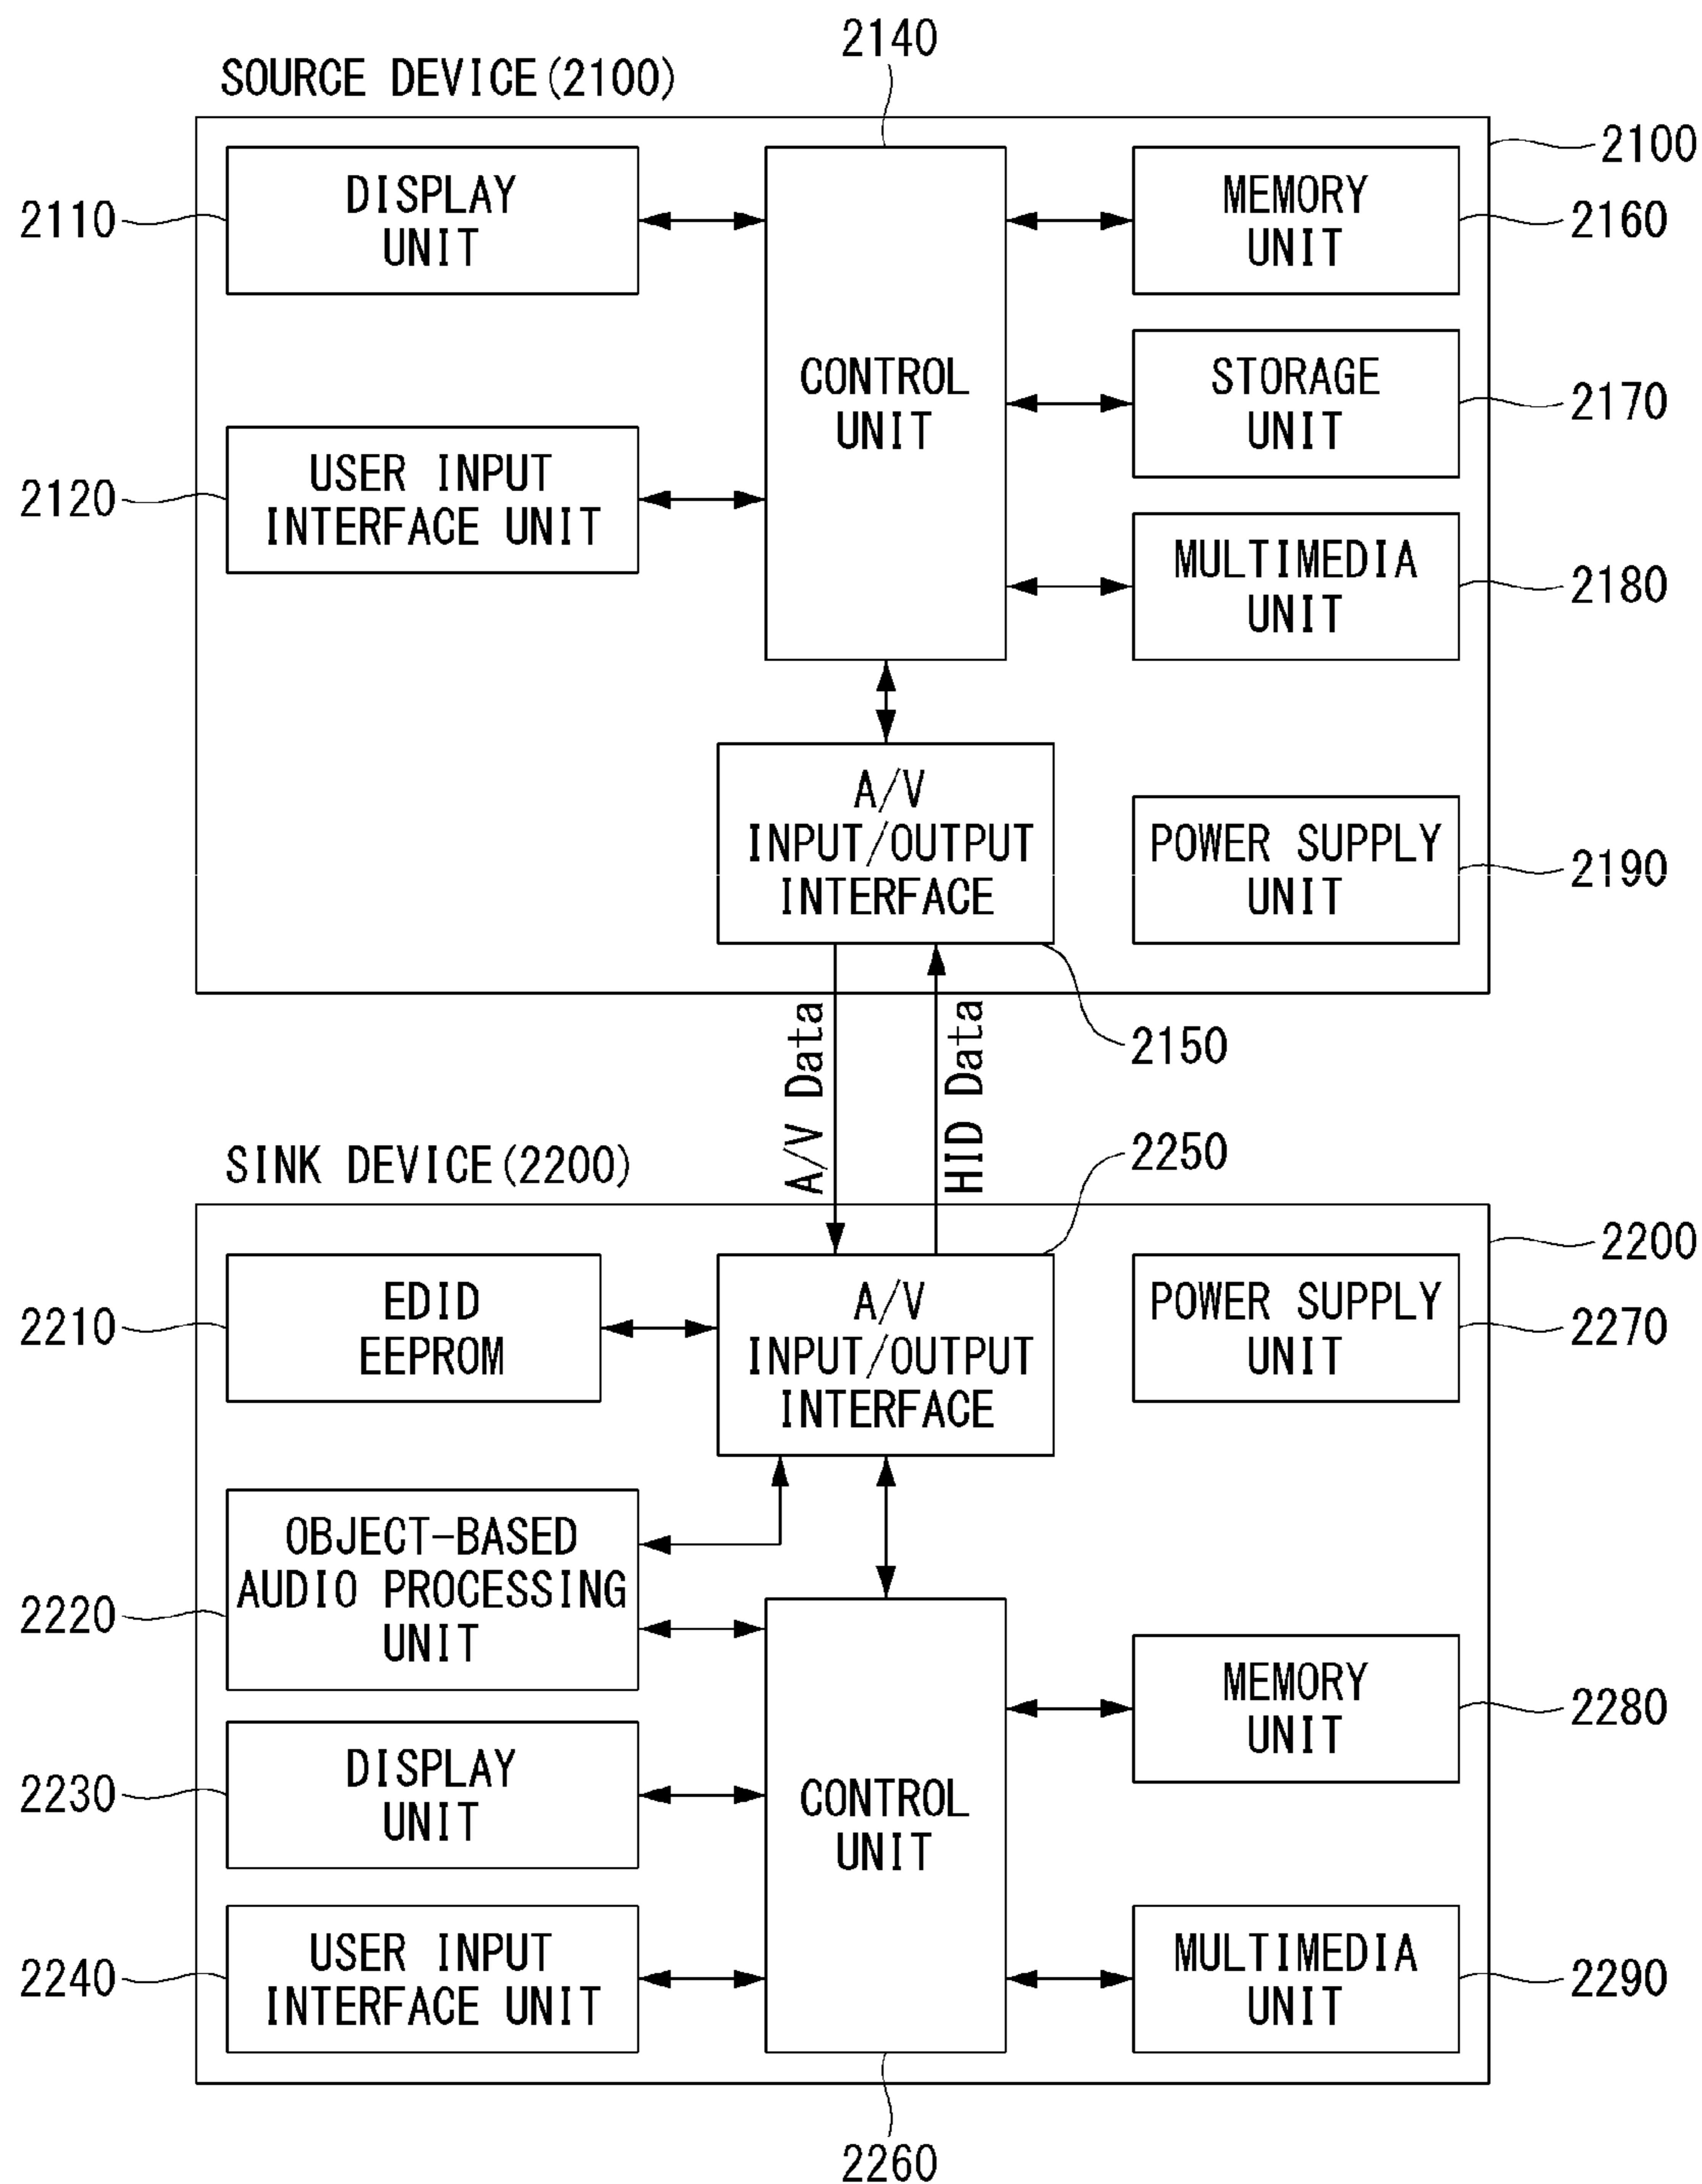 2140
SOURCE DEVICE(2100)
2100
DISPLAY
UNIT
2110
CONTROL
UNIT
MEMORY
UNIT
2160
STORAGE
UNIT
2170
USER INPUT
INTERFACE UNIT
2120
MULTIMEDIA
UNIT
2180
A/V
INPUT/OUTPUT
INTERFACE
POWER SUPPLY
UNIT
2190
2150
A/V Data
HID Data
SINK DEVICE(2200)
2250
2200
EDID
EEPROM
2210
A/V
INPUT/OUTPUT
INTERFACE
POWER SUPPLY
UNIT
2270
OBJECT-BASED
AUDIO PROCESSING
UNIT
2220
MEMORY
UNIT
2280
DISPLAY
UNIT
2230
CONTROL
UNIT
USER INPUT
INTERFACE UNIT
2240
MULTIMEDIA
UNIT
2290
2260